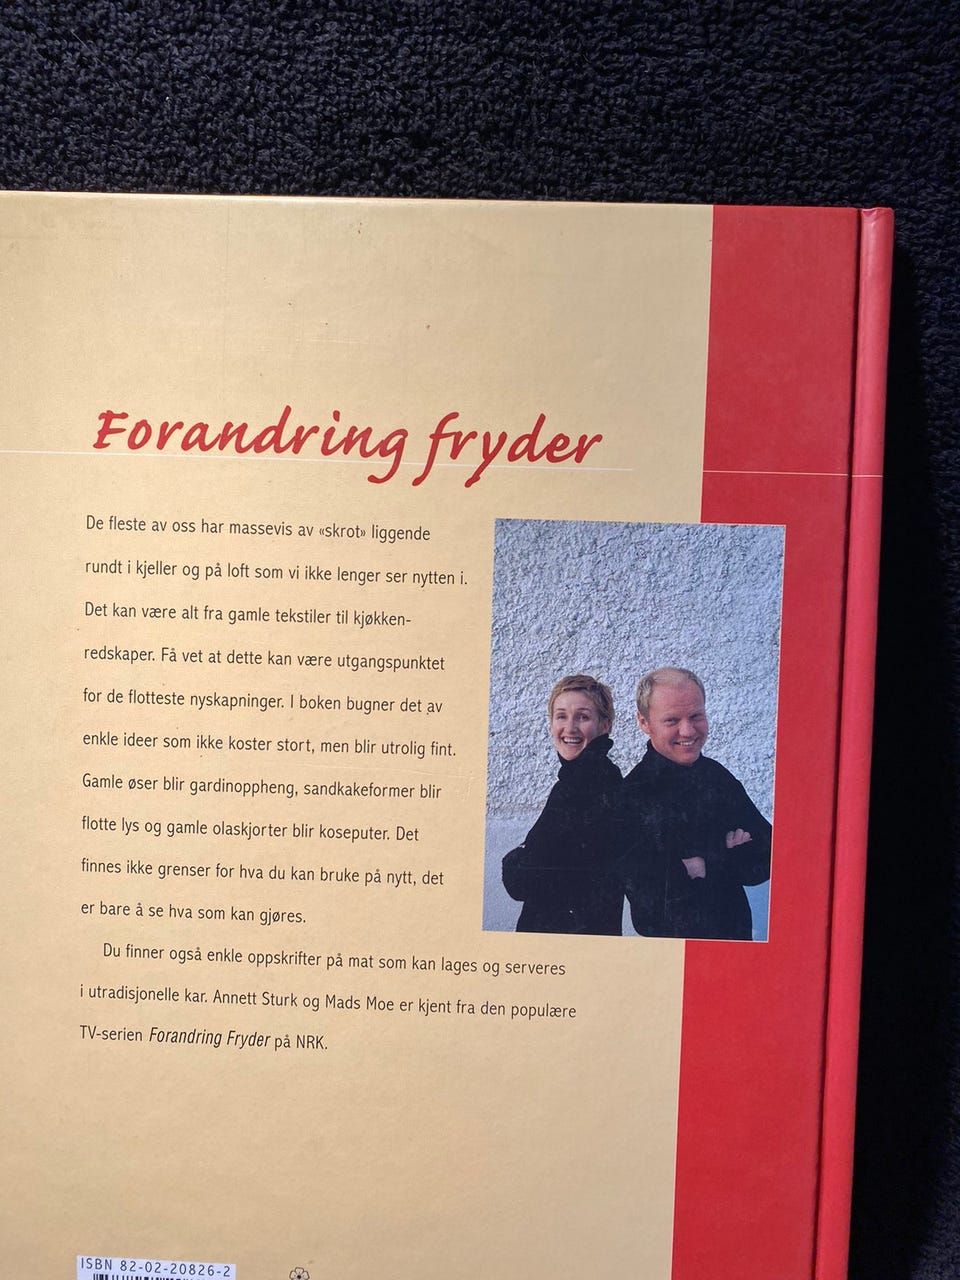 Forandring fryder
De fleste av oss har massevis av «skrot» liggende
rundt i kjeller og på loft som vi ikke lenger ser nytten i.
Det kan være alt fra gamle tekstiler til kjøkken-
redskaper. Få vet at dette kan være utgangspunktet
for de flotteste nyskapninger. I boken bugner det av
enkle ideer som ikke koster stort, men blir utrolig fint.
Gamle øser blir gardinoppheng, sandkakeformer blir
flotte lys og gamle olaskjorter blir koseputer. Det
finnes ikke grenser for hva du kan bruke på nytt, det
er bare å se hva som kan gjøres.
Du finner også enkle oppskrifter på mat som kan lages og serveres
i utradisjonelle kar. Annett Sturk og Mads Moe er kjent fra den populære
TV-serien Forandring Fryder på NRK.
ISBN 82-02-20826-2